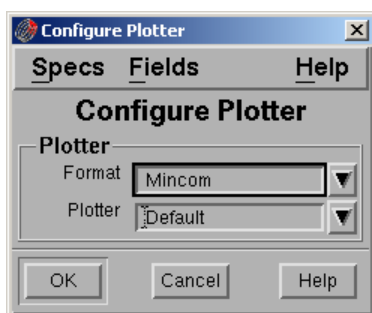 Configure Plotter
Specs Fields Help
Configure Plotter
Plotter
Format Mincom
Plotter Default
OK Cancel Help